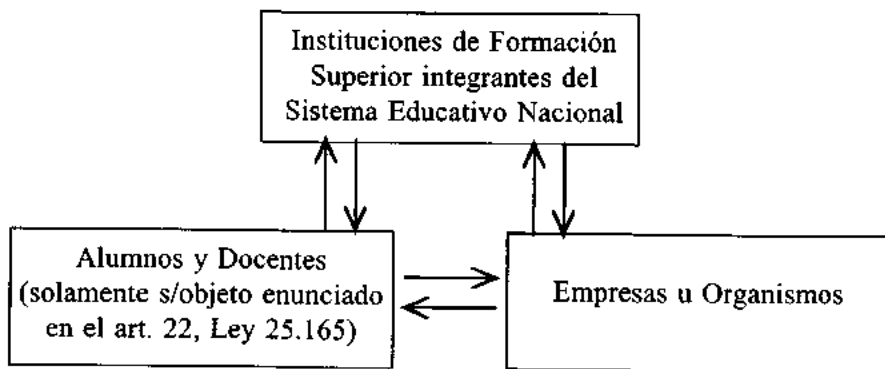 Instituciones de Formación
Superior integrantes del
Sistema Educativo Nacional
Alumnos y Docentes
(solamente s/objeto enunciado
en el art. 22, Ley 25.165)
Empresas u Organismos